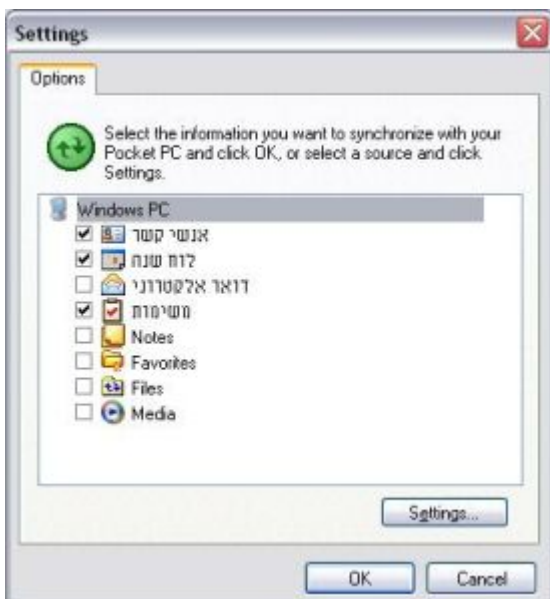 Settings
Options
Select the information you want to synchronize with your
Pocket PC and click OK, or select a source and click
Settings.
Windows PC
אנשי קשר
לוח שנה
דואר אלקטרוני
משימות
Notes
Favorites
Files
Media
Settings...
OK Cancel